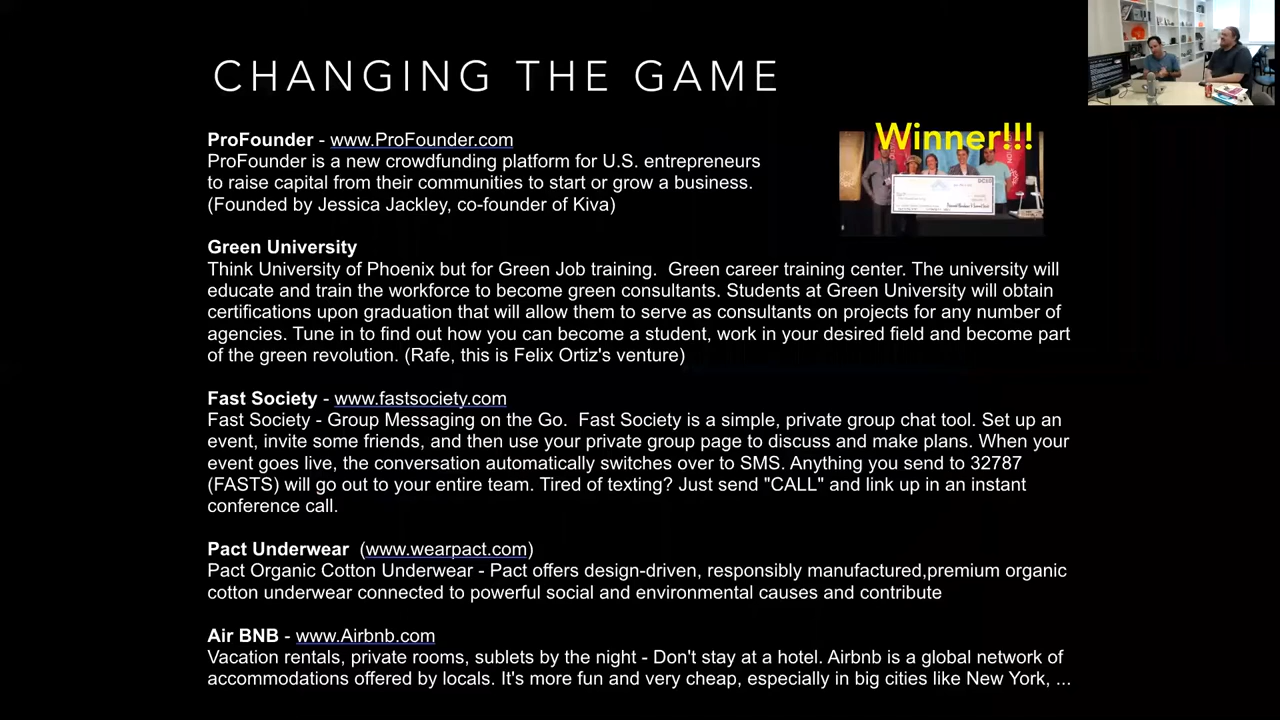 CHANGING THE GAME
Winner!!!
ProFounder - www.ProFounder.com
ProFounder is a new crowdfunding platform for U.S. entrepreneurs
to raise capital from their communities to start or grow a business.
(Founded by Jessica Jackley, co-founder of Kiva)
Green University
Think University of Phoenix but for Green Job training.  Green career training center. The university will
educate and train the workforce to become green consultants. Students at Green University will obtain
certifications upon graduation that will allow them to serve as consultants on projects for any number of
agencies. Tune in to find out how you can become a student, work in your desired field and become part
of the green revolution. (Rafe, this is Felix Ortiz's venture)
Fast Society - www.fastsociety.com
Fast Society - Group Messaging on the Go.  Fast Society is a simple, private group chat tool. Set up an
event, invite some friends, and then use your private group page to discuss and make plans. When your
event goes live, the conversation automatically switches over to SMS. Anything you send to 32787
(FASTS) will go out to your entire team. Tired of texting? Just send "CALL" and link up in an instant
conference call.
Pact Underwear  (www.wearpact.com)
Pact Organic Cotton Underwear - Pact offers design-driven, responsibly manufactured,premium organic
cotton underwear connected to powerful social and environmental causes and contribute
Air BNB - www.Airbnb.com
Vacation rentals, private rooms, sublets by the night - Don't stay at a hotel. Airbnb is a global network of
accommodations offered by locals. It's more fun and very cheap, especially in big cities like New York, ...